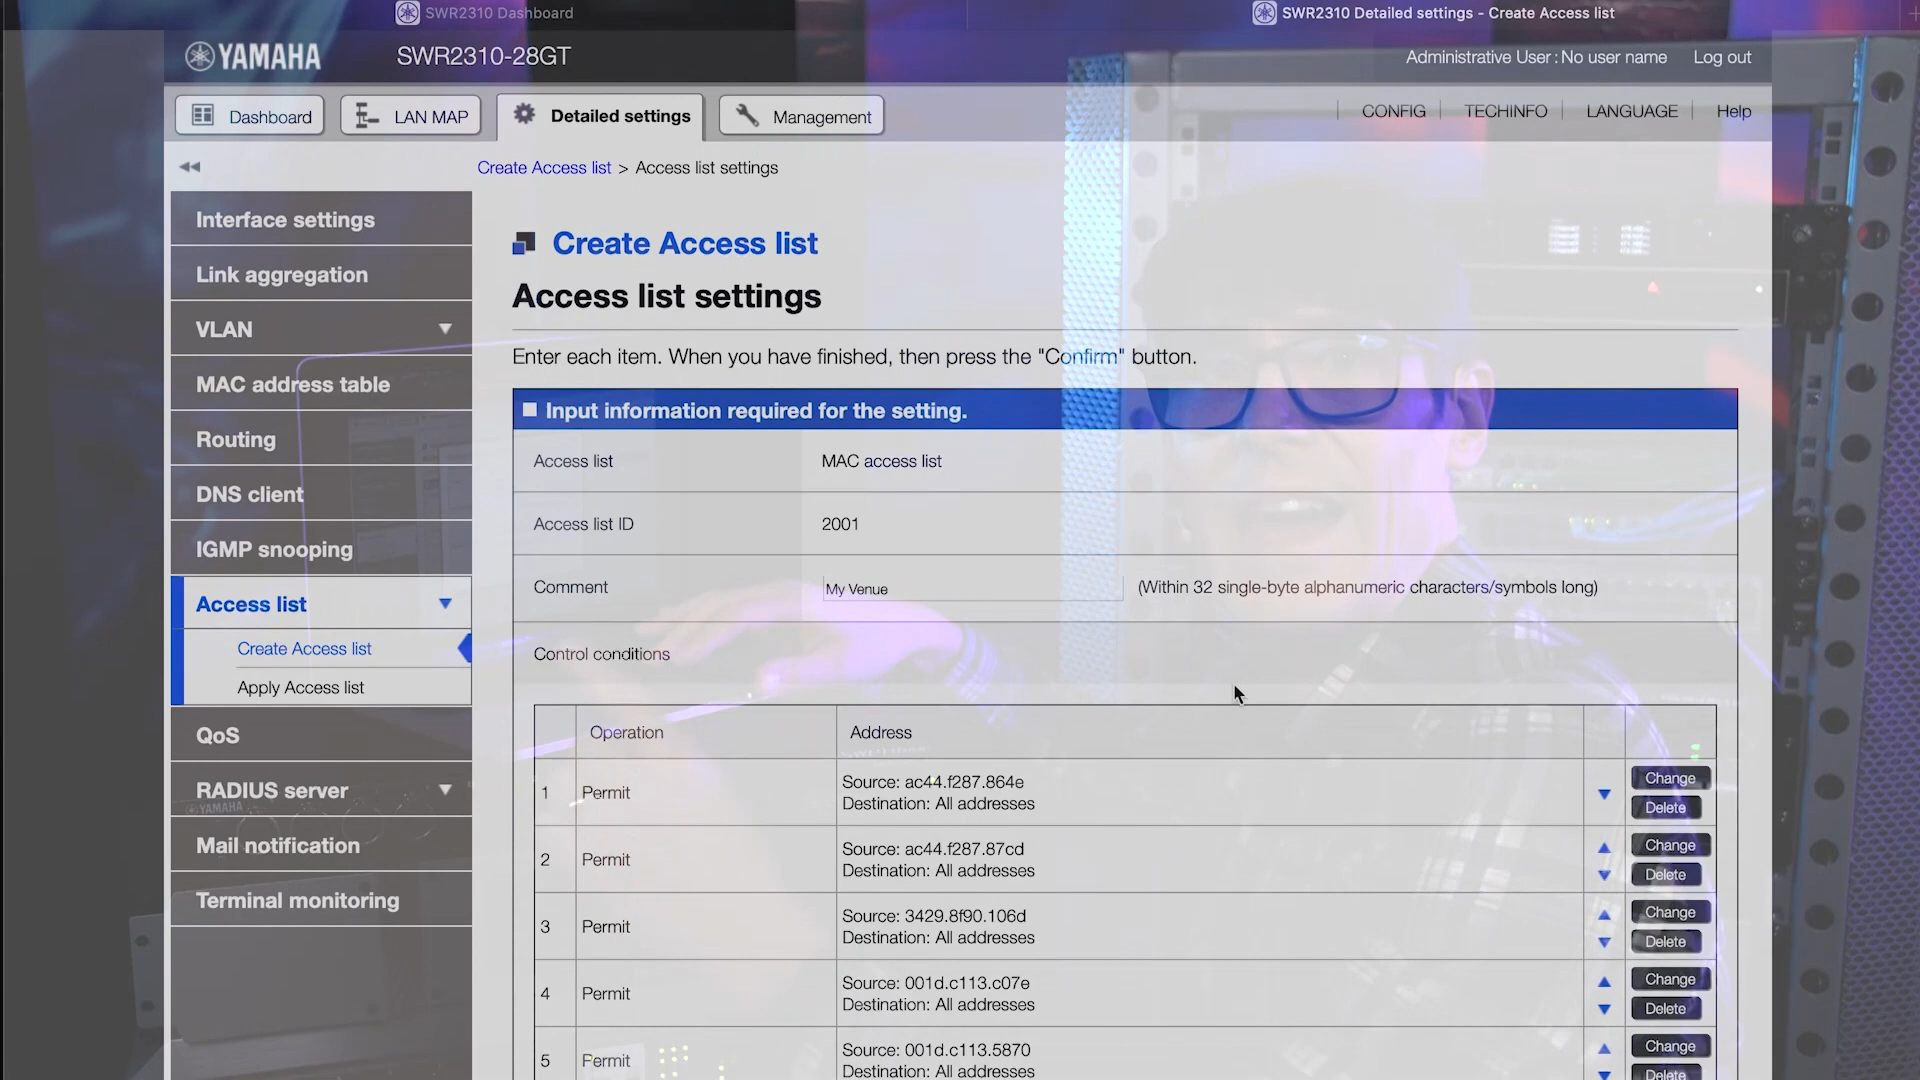 SWR2310 Dashboard
SWR2310 Detailed settings - Create Access list
YAMAHA
SWR2310-28GT
Administrative User : No user name
Log out
Dashboard
LAN MAP
Detailed settings
Management
CONFIG
TECHINFO
LANGUAGE
Help
Create Access list > Access list settings
Interface settings
Link aggregation
VLAN
MAC address table
Routing
DNS client
IGMP snooping
Access list
Create Access list
Apply Access list
QoS
RADIUS server
YAMAHA
Mail notification
Terminal monitoring
Create Access list
Access list settings
Enter each item. When you have finished, then press the "Confirm" button.
Input information required for the setting.
Access list
MAC access list
Access list ID
2001
Comment
My Venue
(Within 32 single-byte alphanumeric characters/symbols long)
Control conditions
Operation
Address
1
Permit
Source: ac44.f287.864e
Destination: All addresses
Change
Delete
2
Permit
Source: ac44.f287.87cd
Destination: All addresses
Change
Delete
3
Permit
Source: 3429.8f90.106d
Destination: All addresses
Change
Delete
4
Permit
Source: 001d.c113.c07e
Destination: All addresses
Change
Delete
5
Permit
Source: 001d.c113.5870
Destination: All addresses
Change
Delete